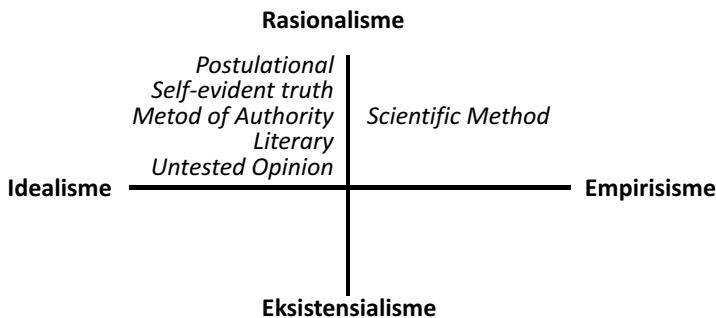 Rasionalisme
Postulational
Self-evident truth
Metod of Authority
Literary
Untested Opinion
Scientific Method
Idealisme
Empirisisme
Eksistensialisme